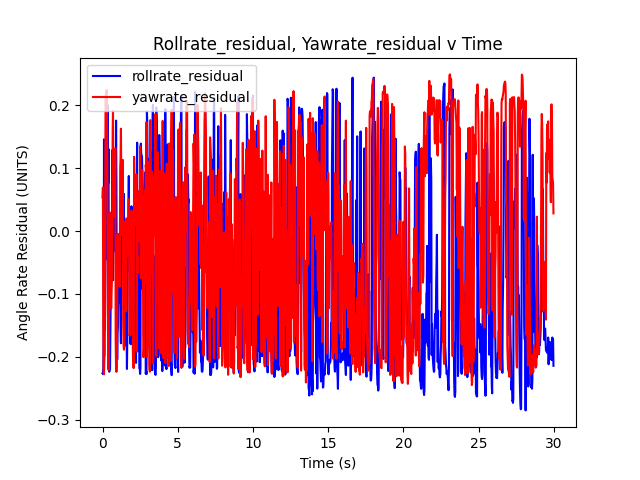 Rollrate_residual, Yawrate_residual v Time
rollrate_residual
yawrate_residual
Angle Rate Residual (UNITS)
0.2
0.1
0.0
−0.1
−0.2
−0.3
0 5 10 15 20 25 30
Time (s)